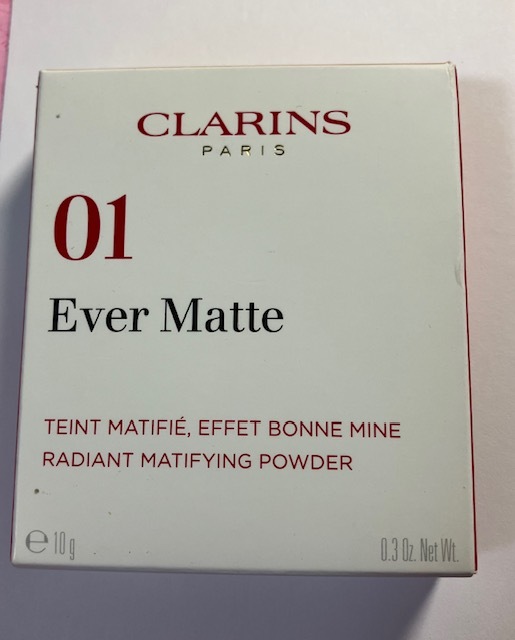 CLARINS
PARIS
01
Ever Matte
TEINT MATIFIÉ, EFFET BONNE MINE
RADIANT MATIFYING POWDER
℮ 10 g 0.3 Oz. Net Wt.